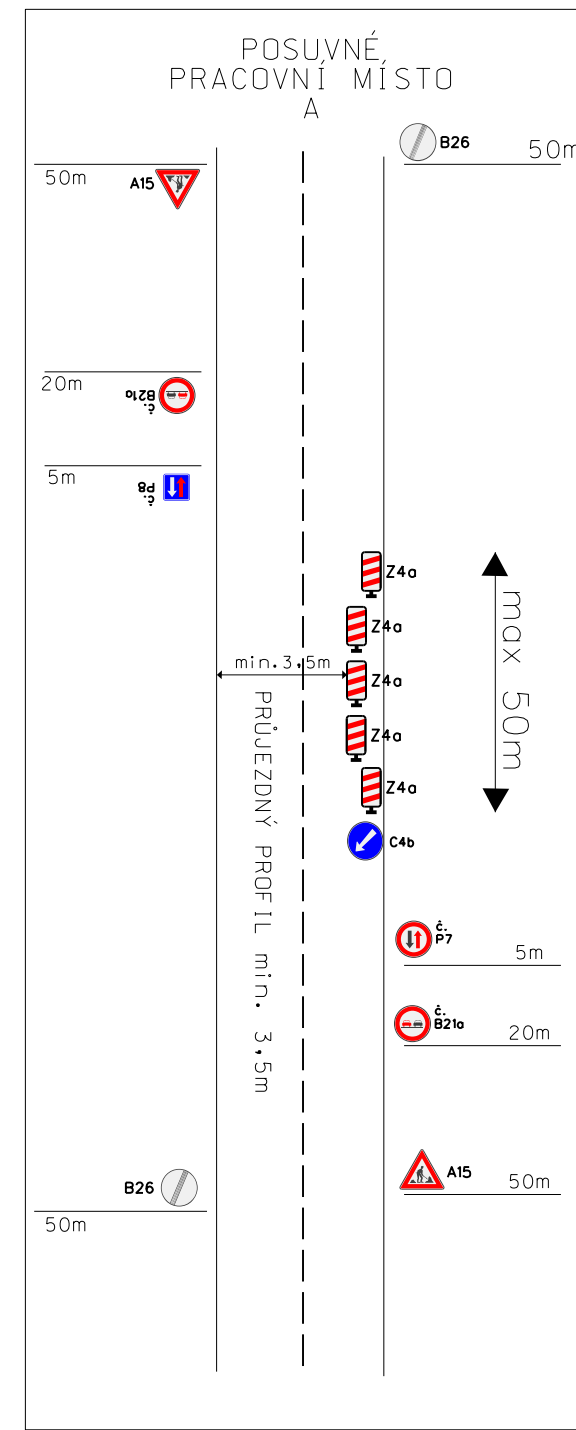 POSUVNÉ
PRACOVNÍ MÍSTO
A
B26
50m
50m
A15
20m
č.
B21a
5m
č.
P8
Z4a
Z4a
min.3,5m
Z4a
Z4a
Z4a
max 50m
C4b
PRŮJEZDNÝ PROFIL min. 3,5m
č.
P7
5m
č.
B21a
20m
A15
50m
B26
50m